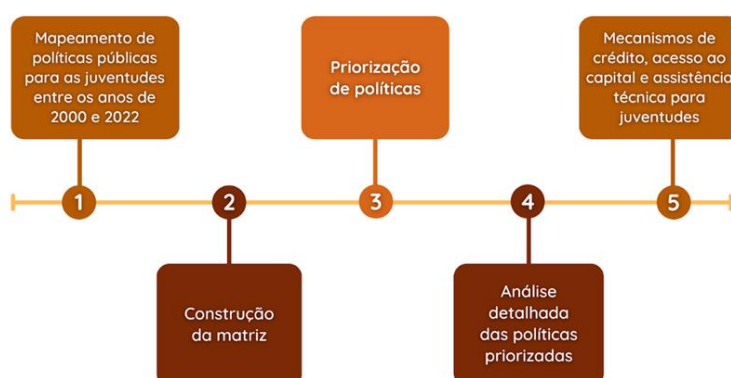 Mapeamento de
políticas públicas
para as juventudes
entre os anos de
2000 e 2022
Priorização
de políticas
Mecanismos de
crédito, acesso ao
capital e assistência
técnica para
juventudes
1
2
3
4
5
Construção
da matriz
Análise
detalhada
das políticas
priorizadas